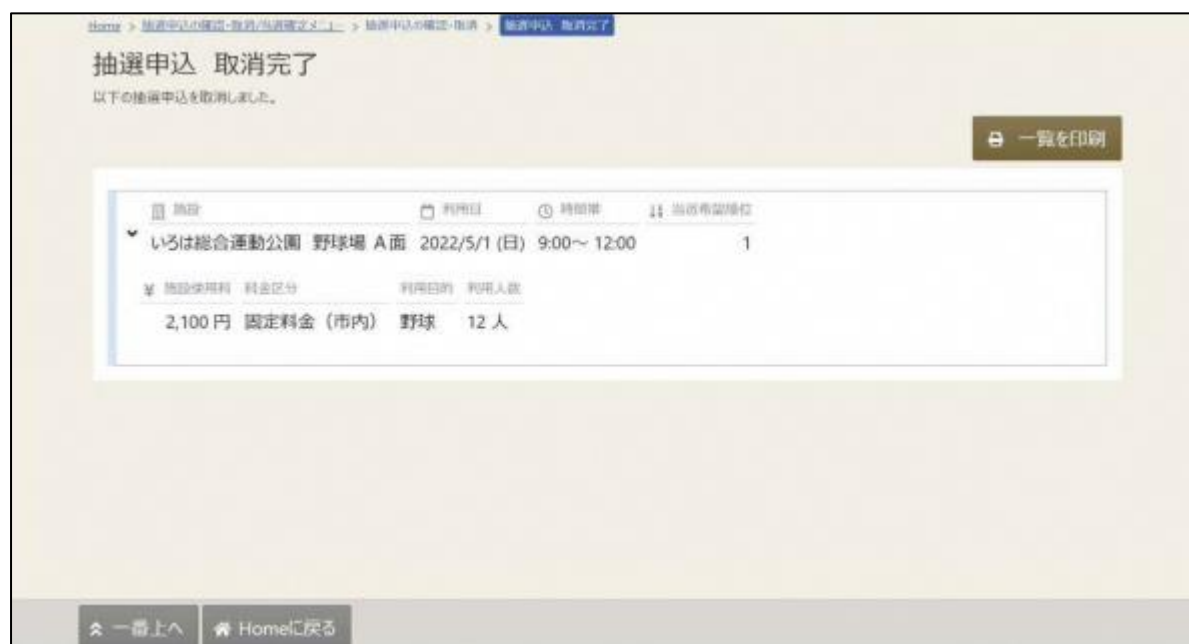 Home > 抽選申込の確認・取消/当選確定メニュー > 抽選申込の確認・取消 > 抽選申込 取消完了
抽選申込 取消完了
以下の抽選申込を取消しました。
一覧を印刷
施設 利用日 時間帯 当選希望順位
いろは総合運動公園 野球場 A面 2022/5/1 (日) 9:00～ 12:00 1
¥ 施設使用料 料金区分 利用目的 利用人数
2,100 円 固定料金（市内） 野球 12 人
一番上へ Homeに戻る